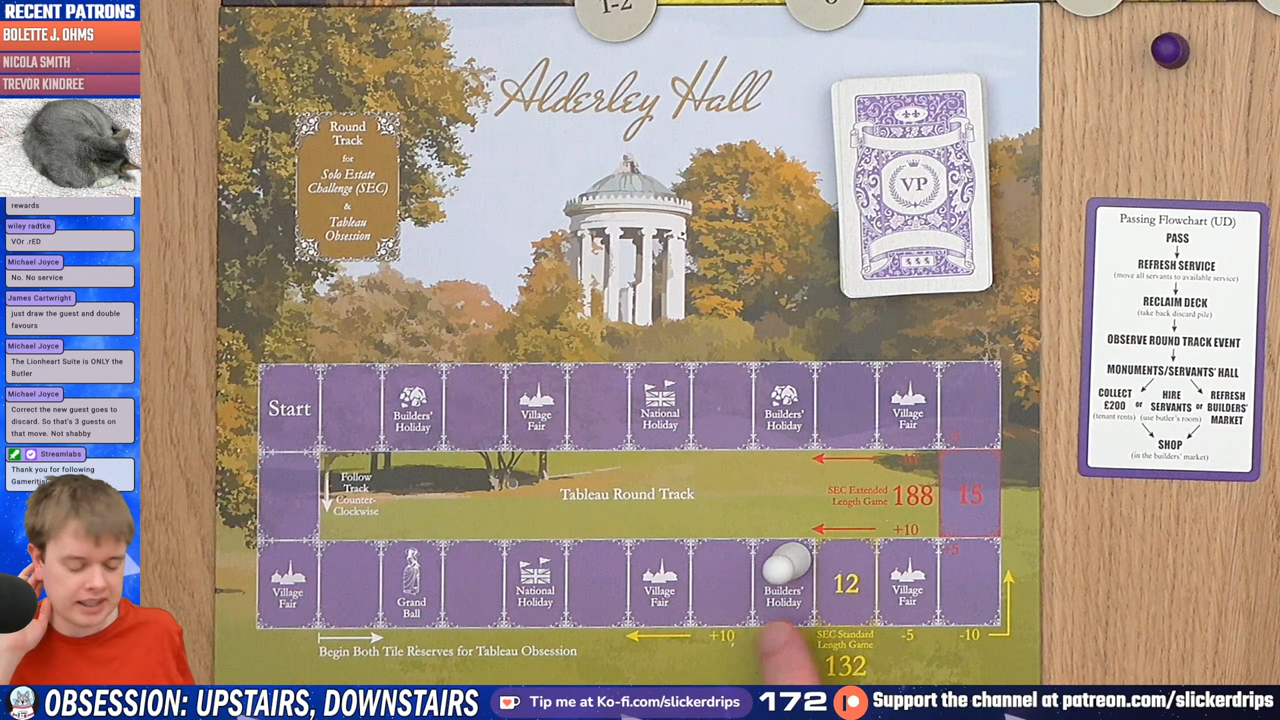 RECENT PATRONS
BOLETTE J. OHMS
NICOLA SMITH
TREVOR KINDREE
rewards
wiley radtke
VOr .rED
Michael Joyce
No. No service
James Cartwright
just draw the guest and double
favours
Michael Joyce
The Lionheart Suite is ONLY the
Butler
Michael Joyce
Correct the new guest goes to
discard. So that's 3 guests on
that move. Not shabby
Streamlabs
Thank you for following
1-2
Alderley Hall
Round
Track
for
Solo Estate
Challenge (SEC)
&
Tableau
Obsession
VP
Passing Flowchart (UD)
PASS
REFRESH SERVICE
(move all servants to available service)
RECLAIM DECK
(take back discard pile)
OBSERVE ROUND TRACK EVENT
MONUMENTS/SERVANTS' HALL
COLLECT
£200
(tenant rents)
or
HIRE
SERVANTS
(use butler's room)
or
REFRESH
BUILDERS'
MARKET
SHOP
(in the builders' market)
Start
Builders'
Holiday
Village
Fair
National
Holiday
Builders'
Holiday
Village
Fair
Follow
Track
Counter-
Clockwise
Tableau Round Track
SEC Extended
Length Game
188
+10
15
Village
Fair
Grand
Ball
National
Holiday
Village
Fair
Builders'
Holiday
12
Village
Fair
Begin Both Tile Reserves for Tableau Obsession
+10
SEC Standard
Length Game
132
-5
-10
OBSESSION: UPSTAIRS, DOWNSTAIRS
Tip me at Ko-fi.com/slickerdrips
172
Support the channel at patreon.com/slickerdrips